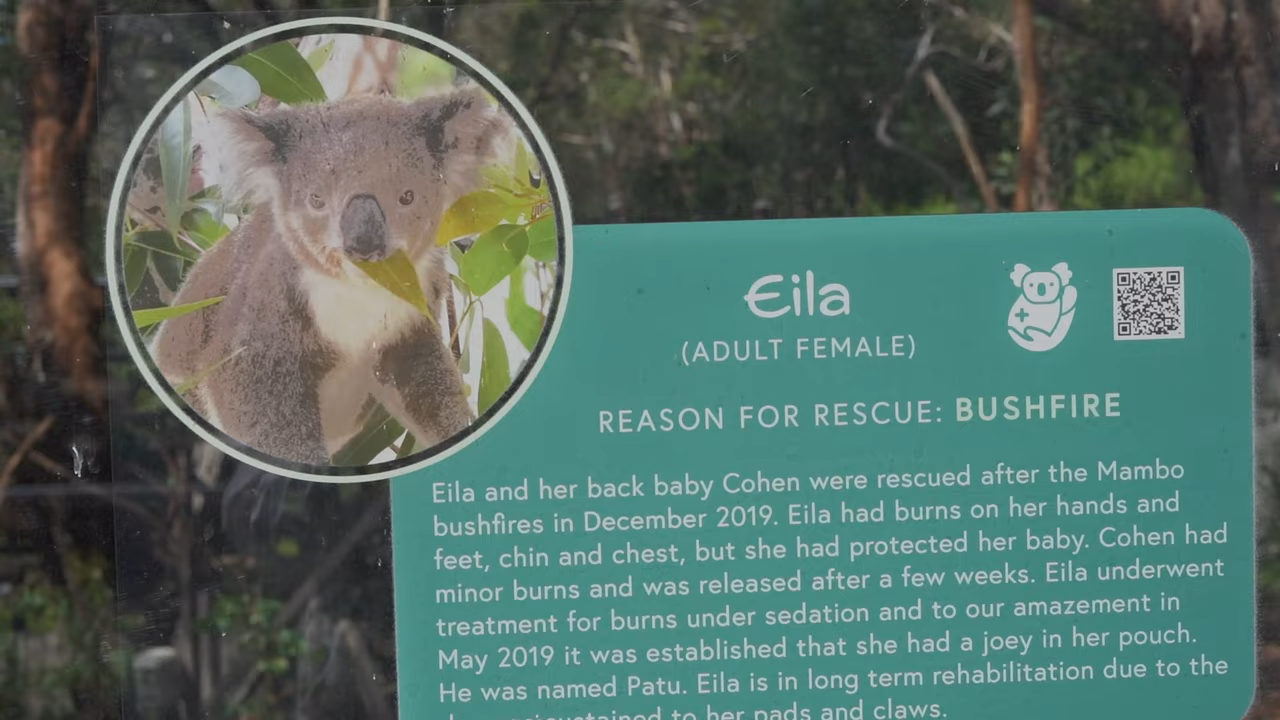 Eila
(ADULT FEMALE)
REASON FOR RESCUE: BUSHFIRE
Eila and her back baby Cohen were rescued after the Mambo
bushfires in December 2019. Eila had burns on her hands and
feet, chin and chest, but she had protected her baby. Cohen had
minor burns and was released after a few weeks. Eila underwent
treatment for burns under sedation and to our amazement in
May 2019 it was established that she had a joey in her pouch.
He was named Patu. Eila is in long term rehabilitation due to the
sustained to her pads and claws.